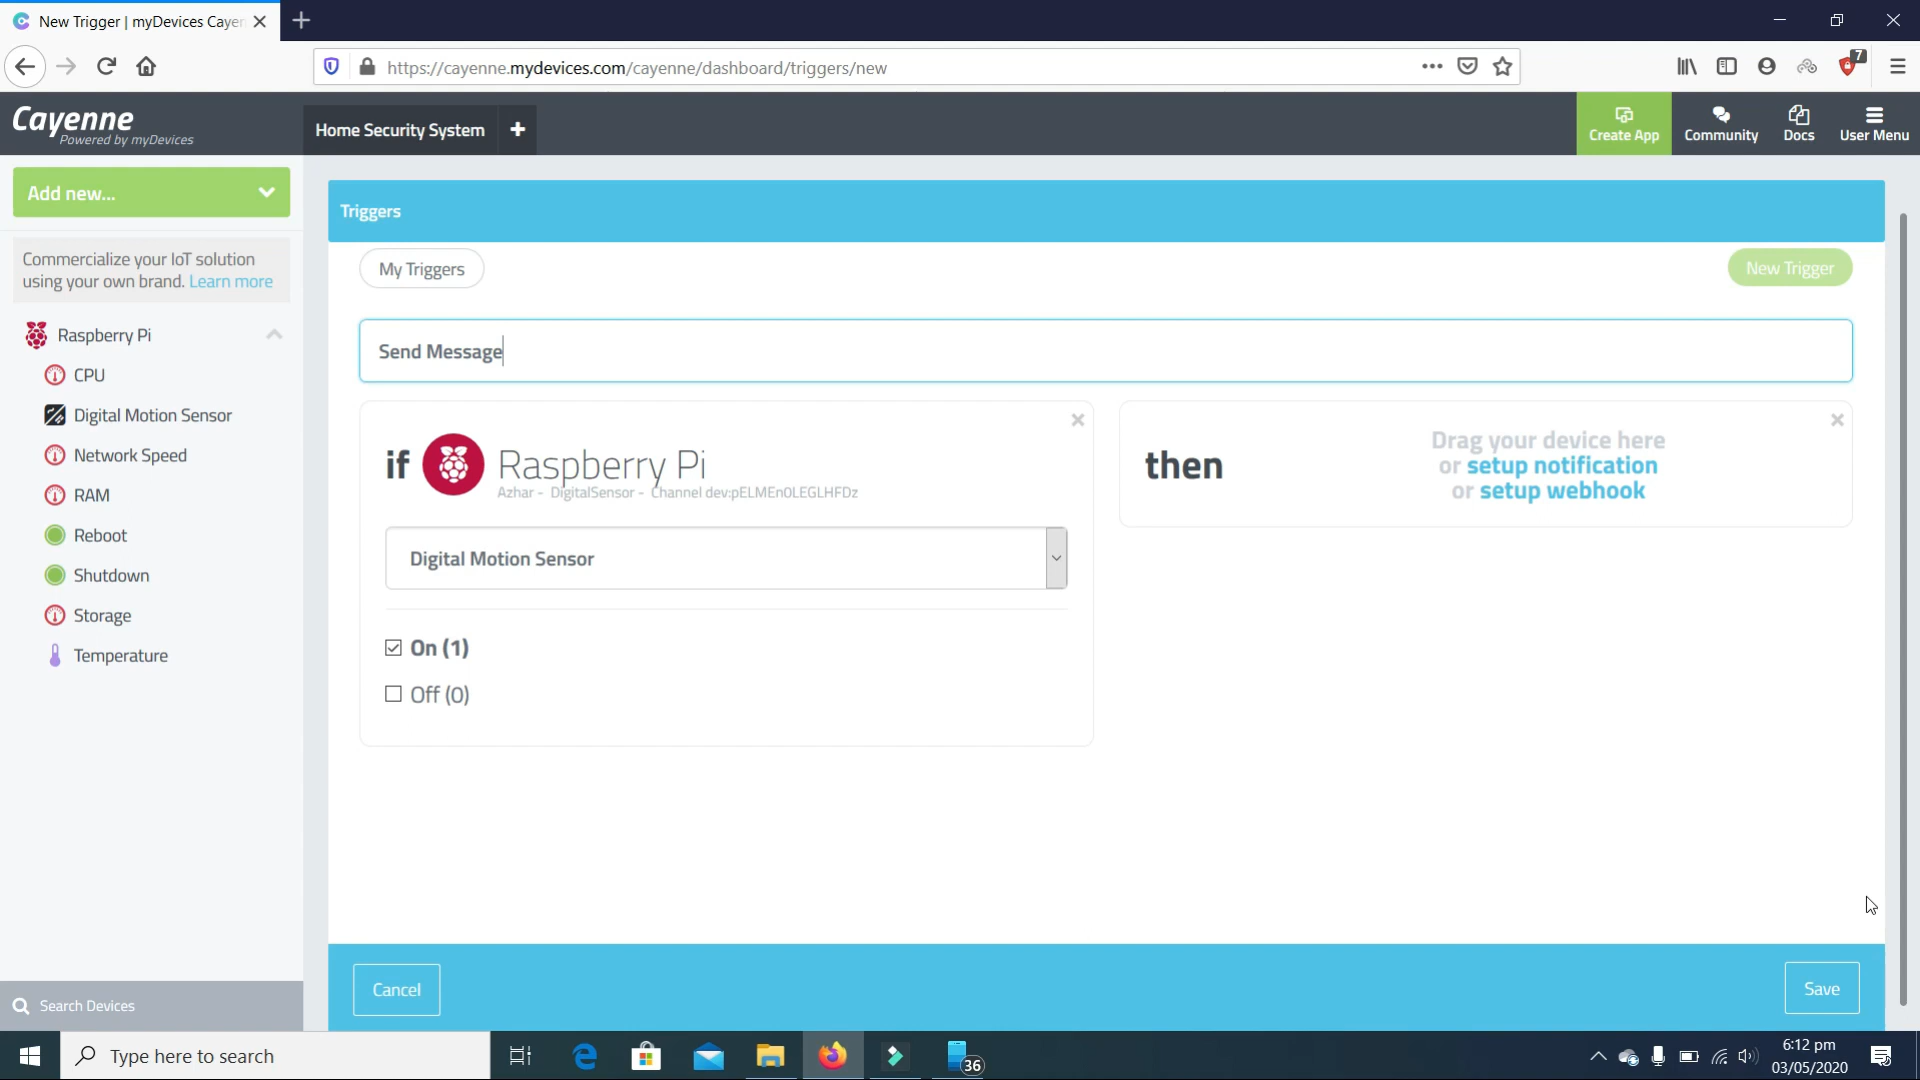 New Trigger | myDevices Cayen
7
https://cayenne.mydevices.com/cayenne/dashboard/triggers/new
Cayenne
Powered by myDevices
Home Security System
Create App
Community
Docs
User Menu
Add new...
Commercialize your IoT solution
using your own brand. Learn more
Raspberry Pi
CPU
Digital Motion Sensor
Network Speed
RAM
Reboot
Shutdown
Storage
Temperature
Search Devices
Triggers
My Triggers
New Trigger
Send Message
if
Raspberry Pi
Azhar - DigitalSensor - Channel dev:pELMEn0LEGLHFDz
Digital Motion Sensor
On (1)
Off (0)
then
Drag your device here
or setup notification
or setup webhook
Cancel
Save
Type here to search
36
6:12 pm
03/05/2020